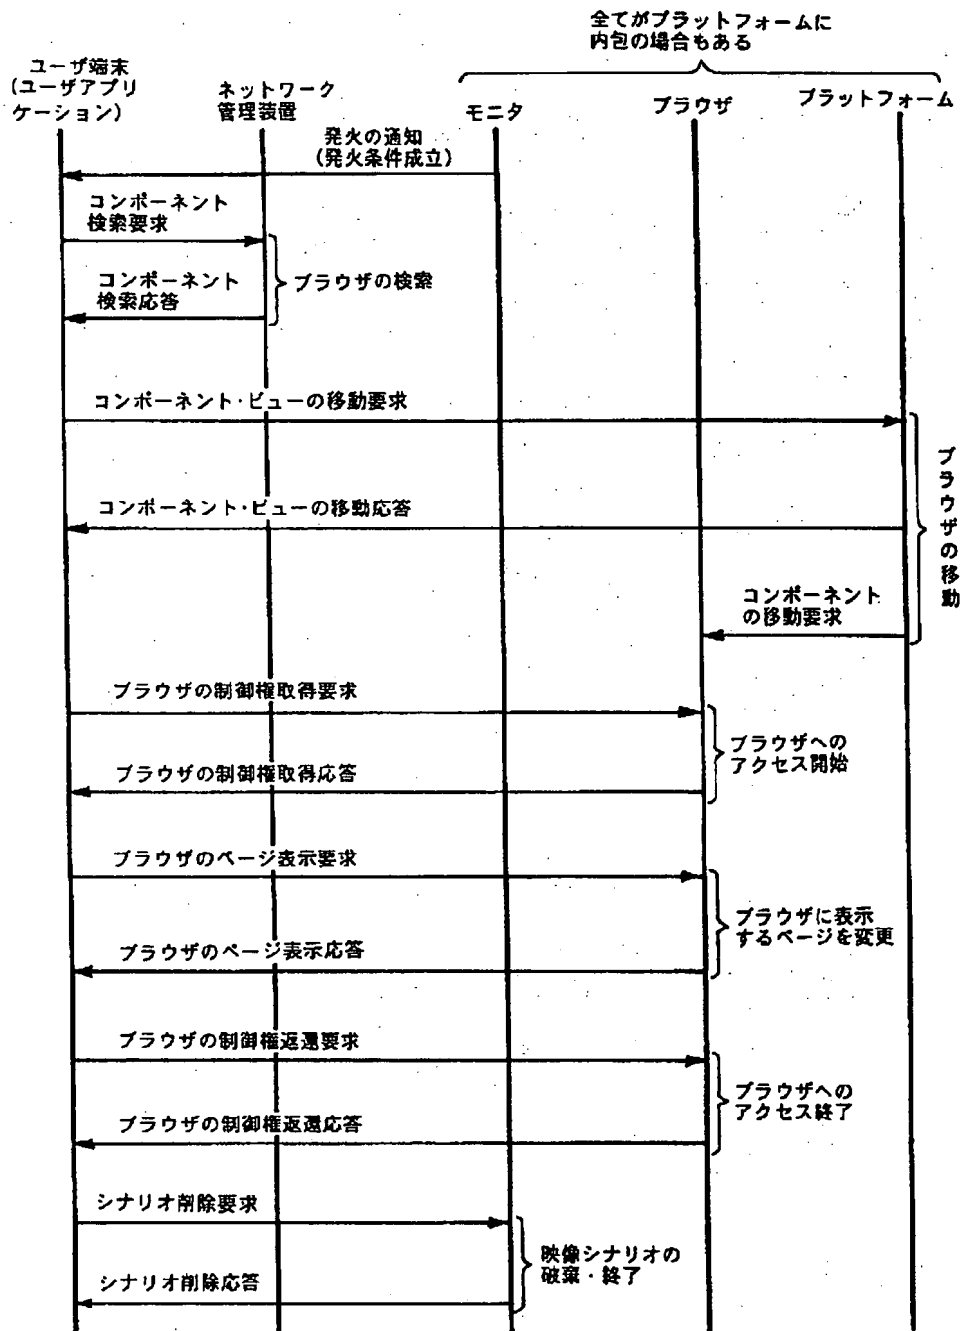 全てがプラットフォームに
内包の場合もある
ユーザ端末
(ユーザアプリ
ケーション)
ネットワーク
管理装置
モニタ
ブラウザ
プラットフォーム
発火の通知
(発火条件成立)
コンポーネント
検索要求
コンポーネント
検索応答
ブラウザの検索
コンポーネント・ビューの移動要求
コンポーネント・ビューの移動応答
ブラウザの移動
コンポーネント
の移動要求
ブラウザの制御権取得要求
ブラウザへの
アクセス開始
ブラウザの制御権取得応答
ブラウザのページ表示要求
ブラウザに表示
するページを変更
ブラウザのページ表示応答
ブラウザの制御権返還要求
ブラウザへの
アクセス終了
ブラウザの制御権返還応答
シナリオ削除要求
映像シナリオの
破棄・終了
シナリオ削除応答